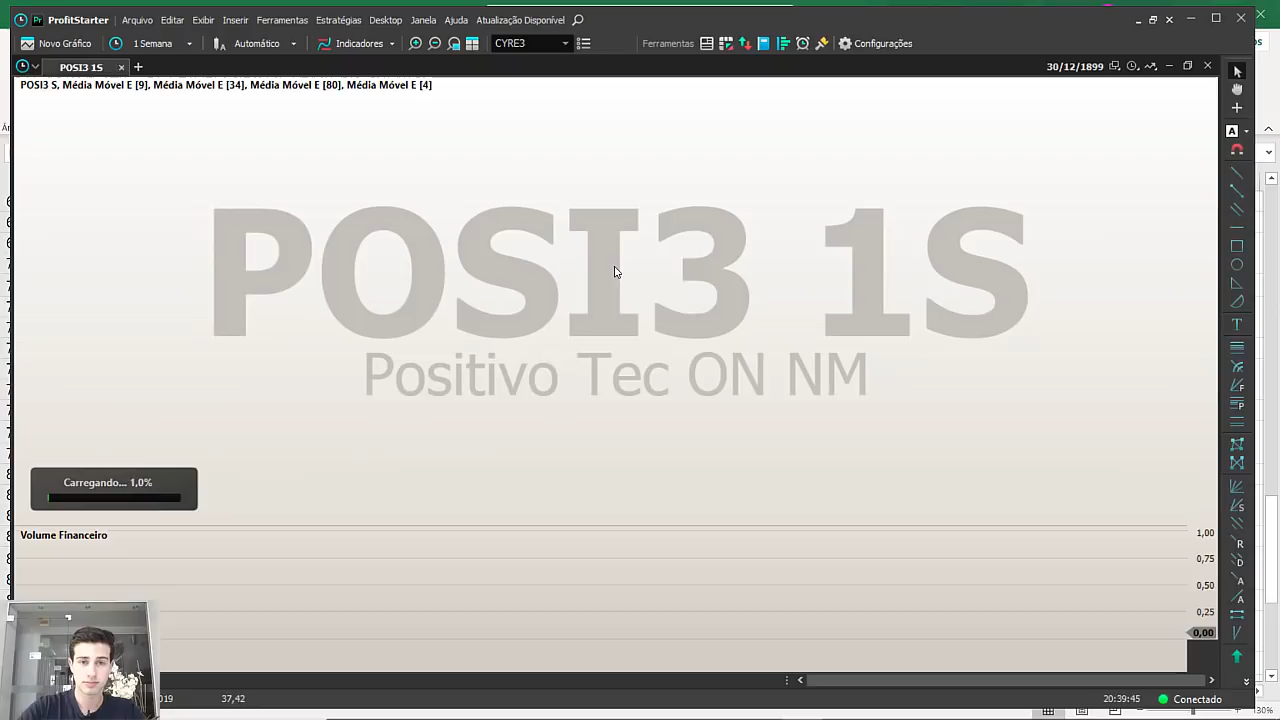 ProfitStarter Arquivo Editar Exibir Inserir Ferramentas Estratégias Desktop Janela Ajuda Atualização Disponível
Novo Gráfico 1 Semana Automático Indicadores CYRE3 Ferramentas Configurações
POSI3 1S 30/12/1899
POSI3 S, Média Móvel E [9], Média Móvel E [34], Média Móvel E [80], Média Móvel E [4]
POSI3 1S
Positivo Tec ON NM
Carregando... 1,0%
Volume Financeiro
1,00
0,75
0,50
0,25
0,00
019 37,42 20:39:45 Conectado
30%